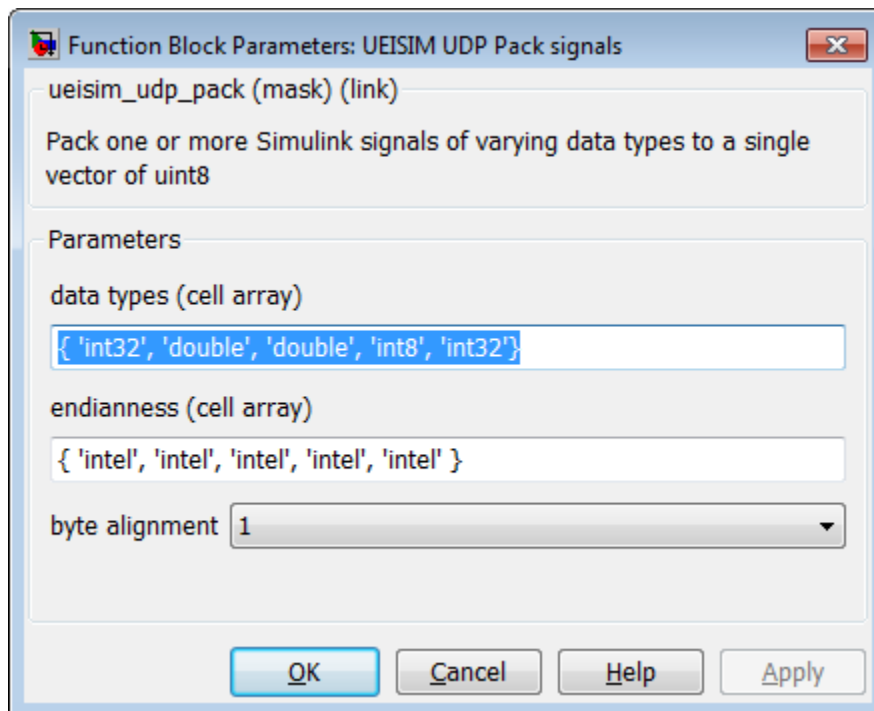 Function Block Parameters: UEISIM UDP Pack signals
ueisim_udp_pack (mask) (link)
Pack one or more Simulink signals of varying data types to a single
vector of uint8
Parameters
data types (cell array)
{ 'int32', 'double', 'double', 'int8', 'int32'}
endianness (cell array)
{ 'intel', 'intel', 'intel', 'intel', 'intel' }
byte alignment 1
OK Cancel Help Apply